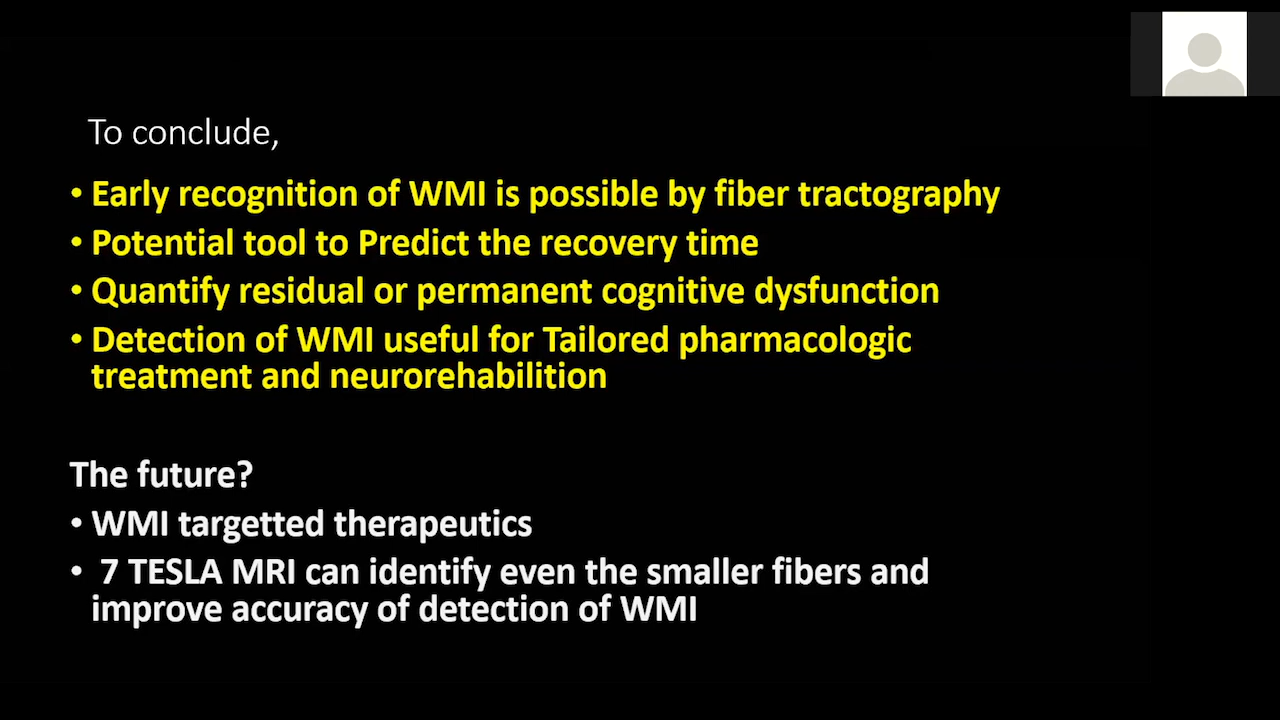 To conclude,
• Early recognition of WMI is possible by fiber tractography
• Potential tool to Predict the recovery time
• Quantify residual or permanent cognitive dysfunction
• Detection of WMI useful for Tailored pharmacologic
treatment and neurorehabilition
The future?
• WMI targetted therapeutics
• 7 TESLA MRI can identify even the smaller fibers and
improve accuracy of detection of WMI